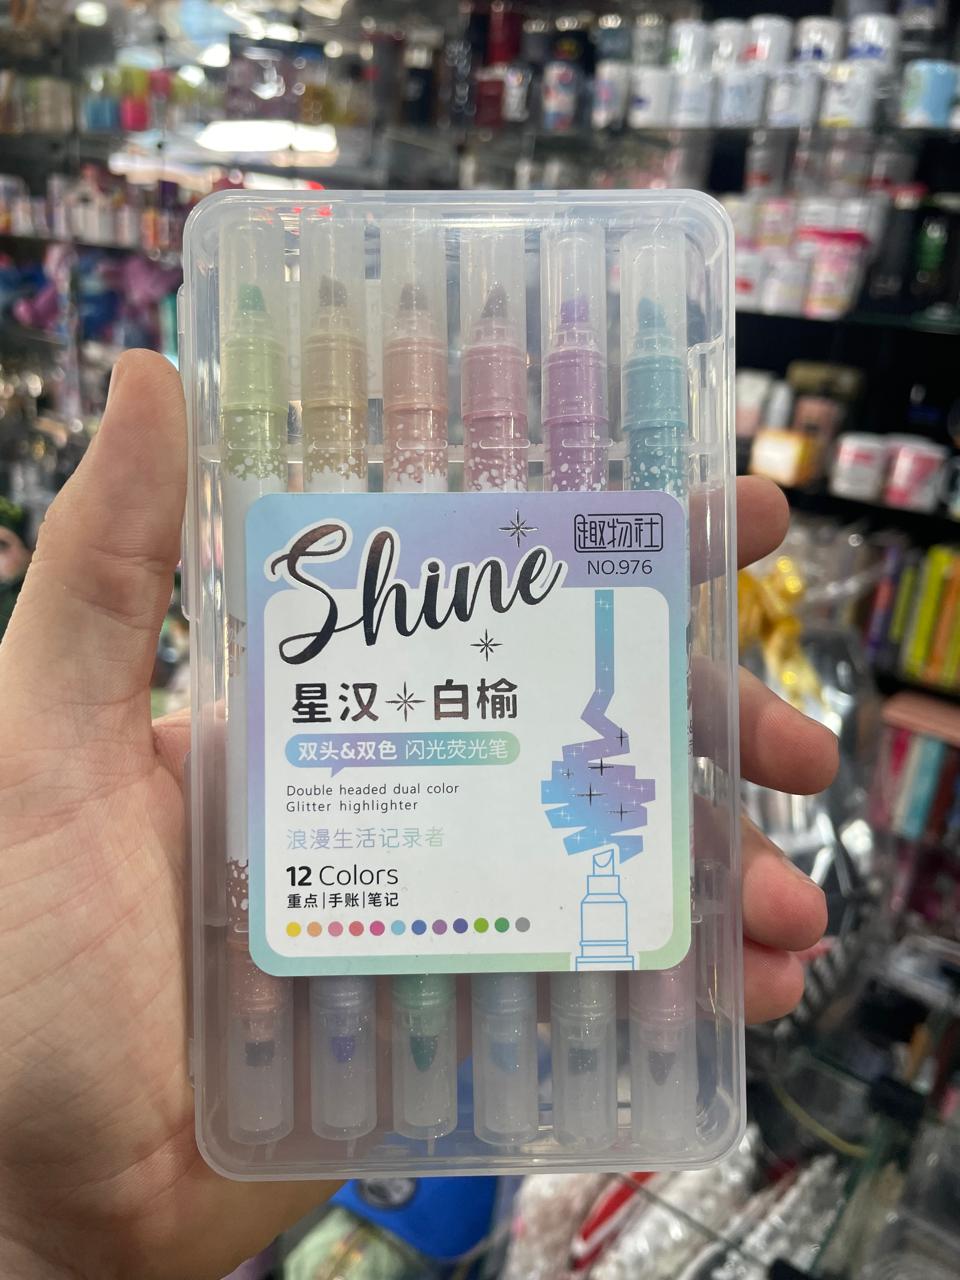 Shine
趣物社
NO.976
星汉 白榆
双头&双色 闪光荧光笔
Double headed dual color
Glitter highlighter
浪漫生活记录者
12 Colors
重点|手账|笔记